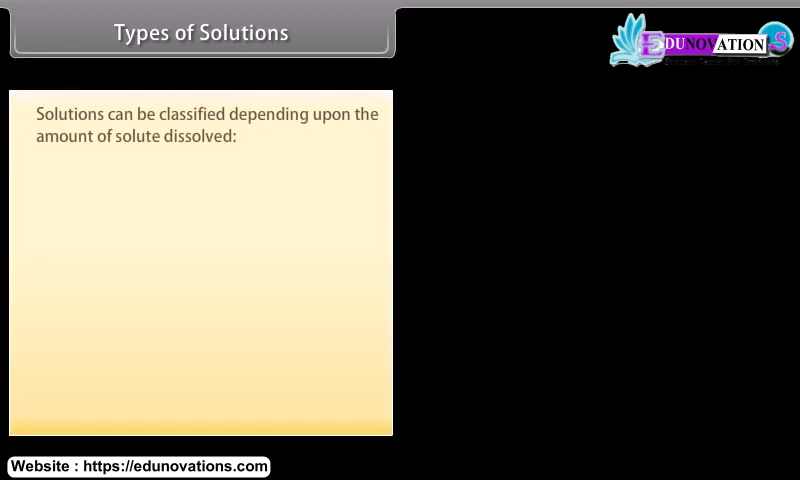 Types of Solutions
EDUNOVATIONS
Solutions can be classified depending upon the
amount of solute dissolved:
Website : https://edunovations.com